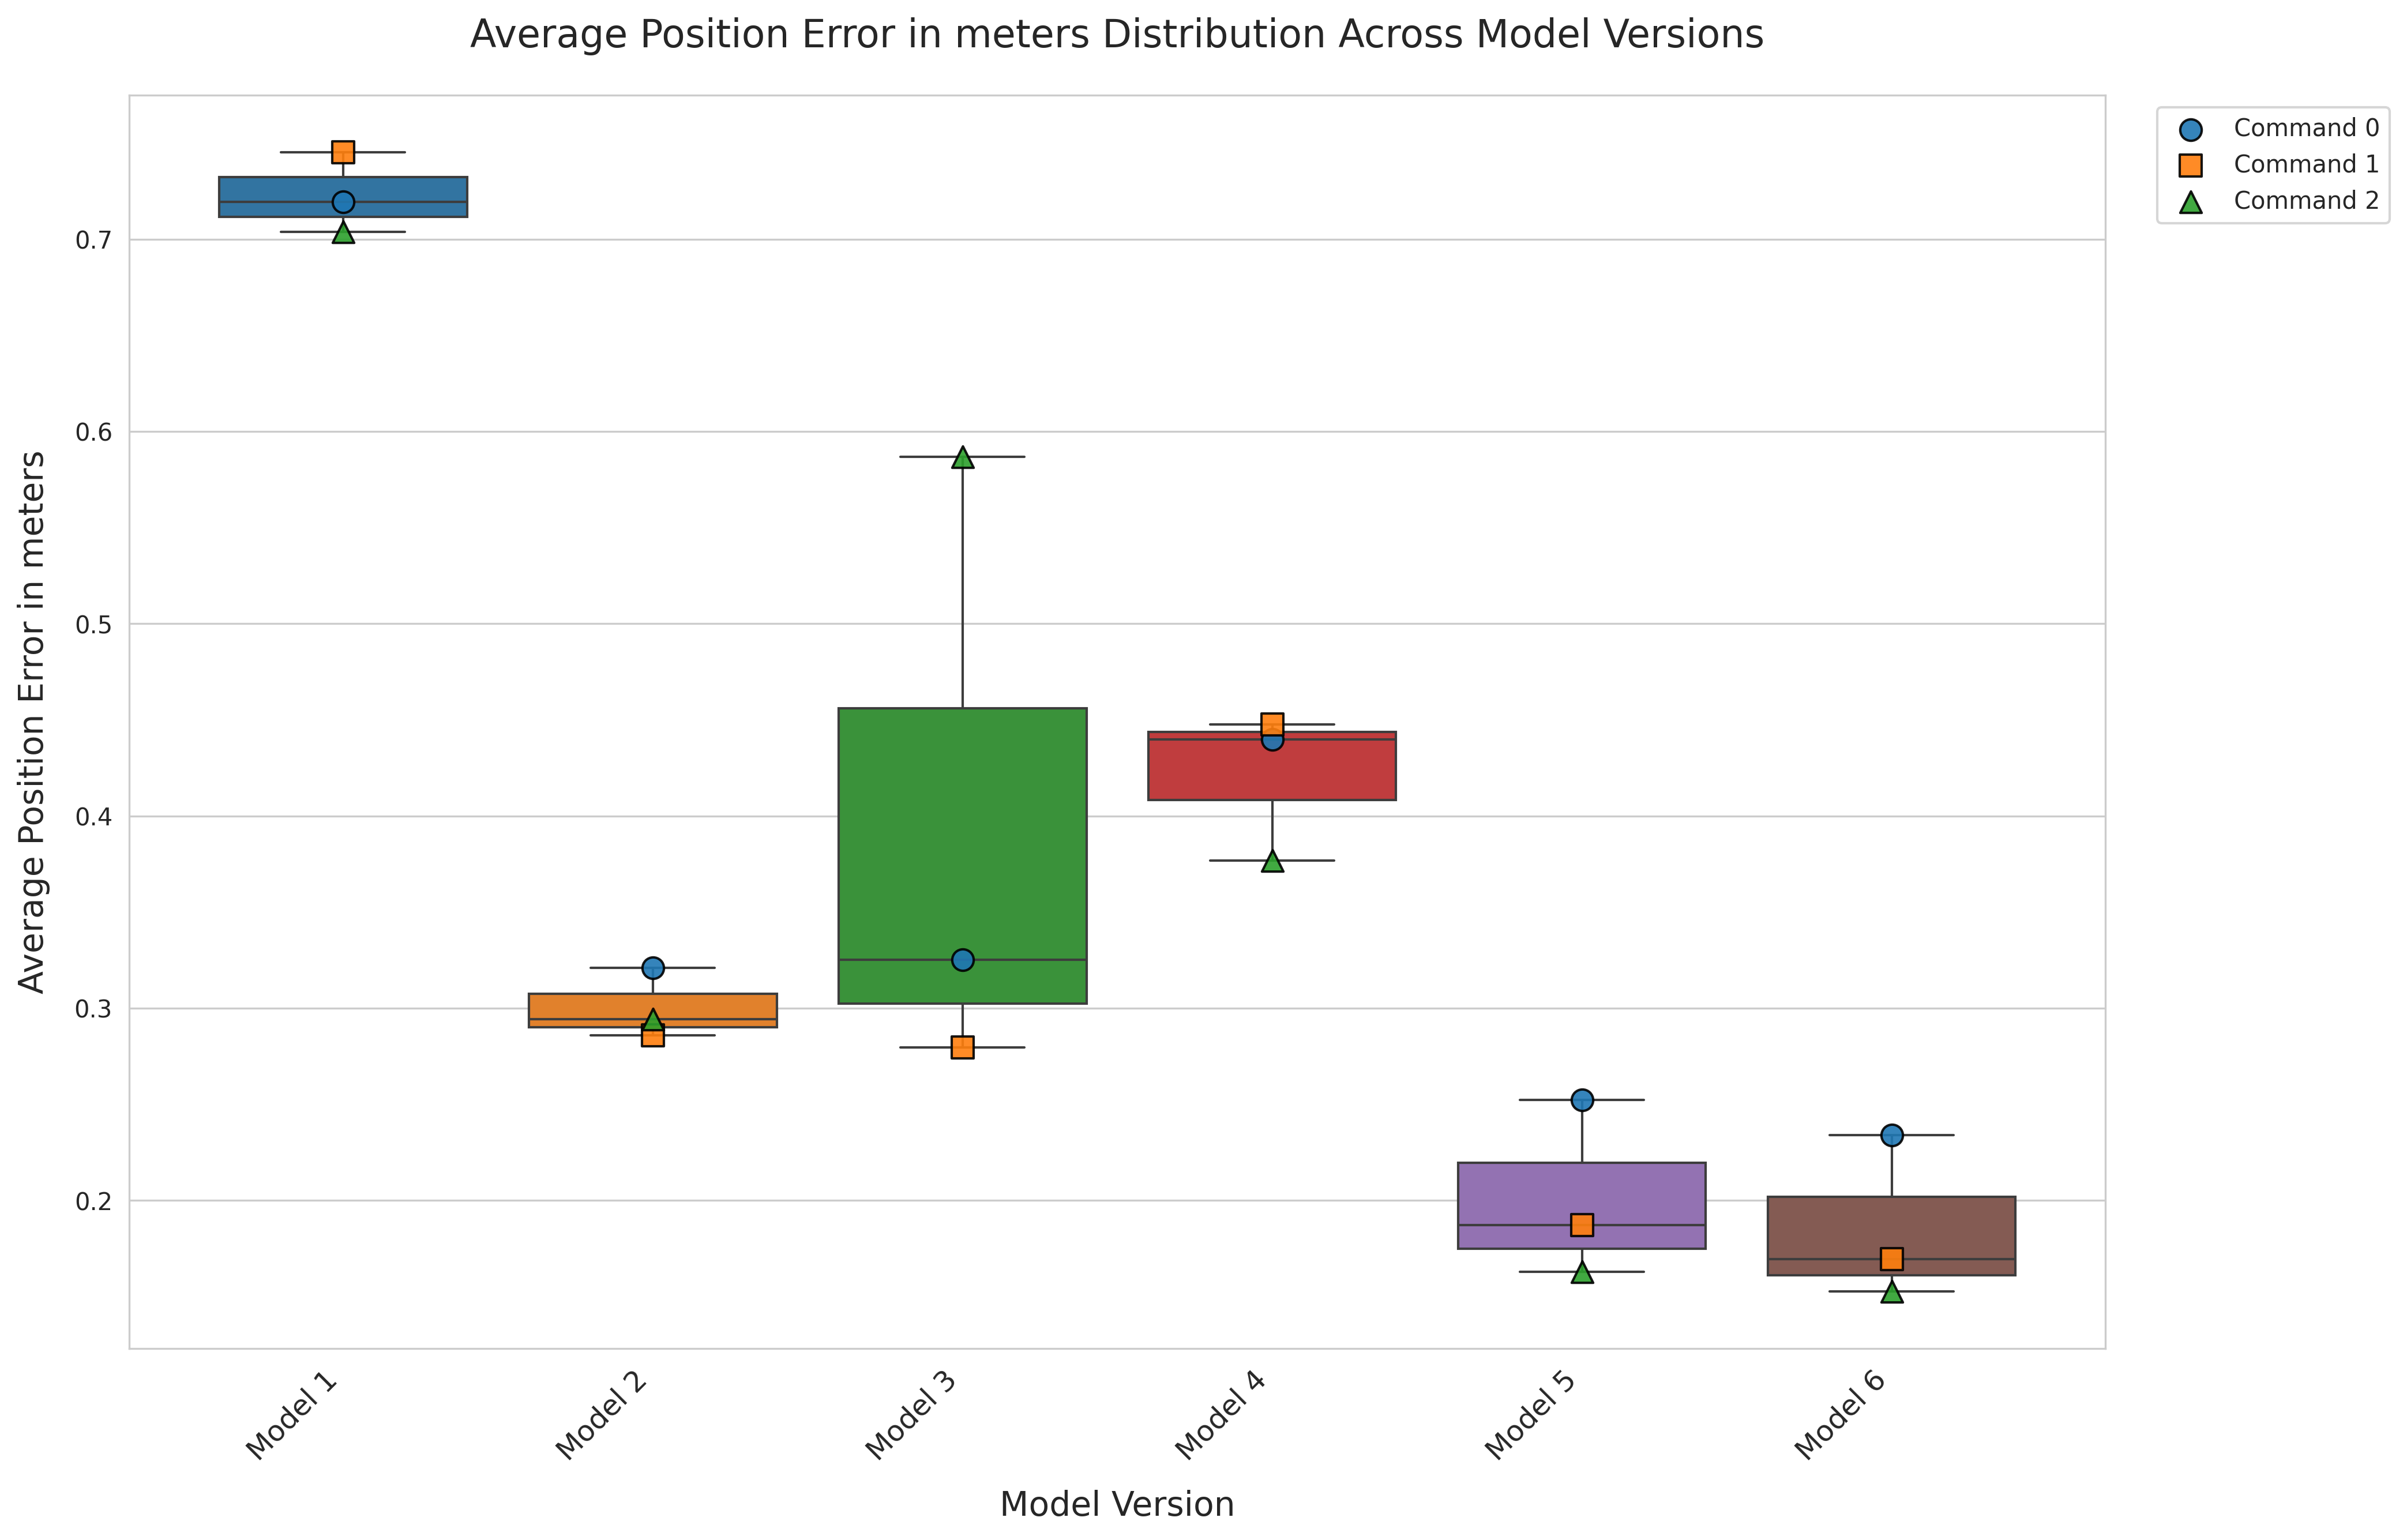 Average Position Error in meters Distribution Across Model Versions
Command 0
Command 1
Command 2
Average Position Error in meters
0.7
0.6
0.5
0.4
0.3
0.2
Model 1
Model 2
Model 3
Model 4
Model 5
Model 6
Model Version